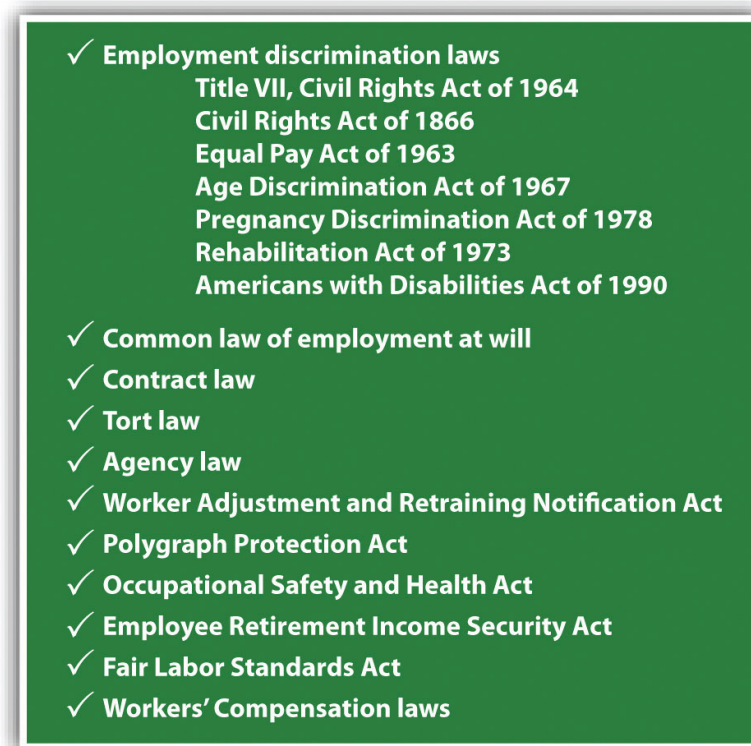 ✓ Employment discrimination laws
Title VII, Civil Rights Act of 1964
Civil Rights Act of 1866
Equal Pay Act of 1963
Age Discrimination Act of 1967
Pregnancy Discrimination Act of 1978
Rehabilitation Act of 1973
Americans with Disabilities Act of 1990
✓ Common law of employment at will
✓ Contract law
✓ Tort law
✓ Agency law
✓ Worker Adjustment and Retraining Notification Act
✓ Polygraph Protection Act
✓ Occupational Safety and Health Act
✓ Employee Retirement Income Security Act
✓ Fair Labor Standards Act
✓ Workers’ Compensation laws